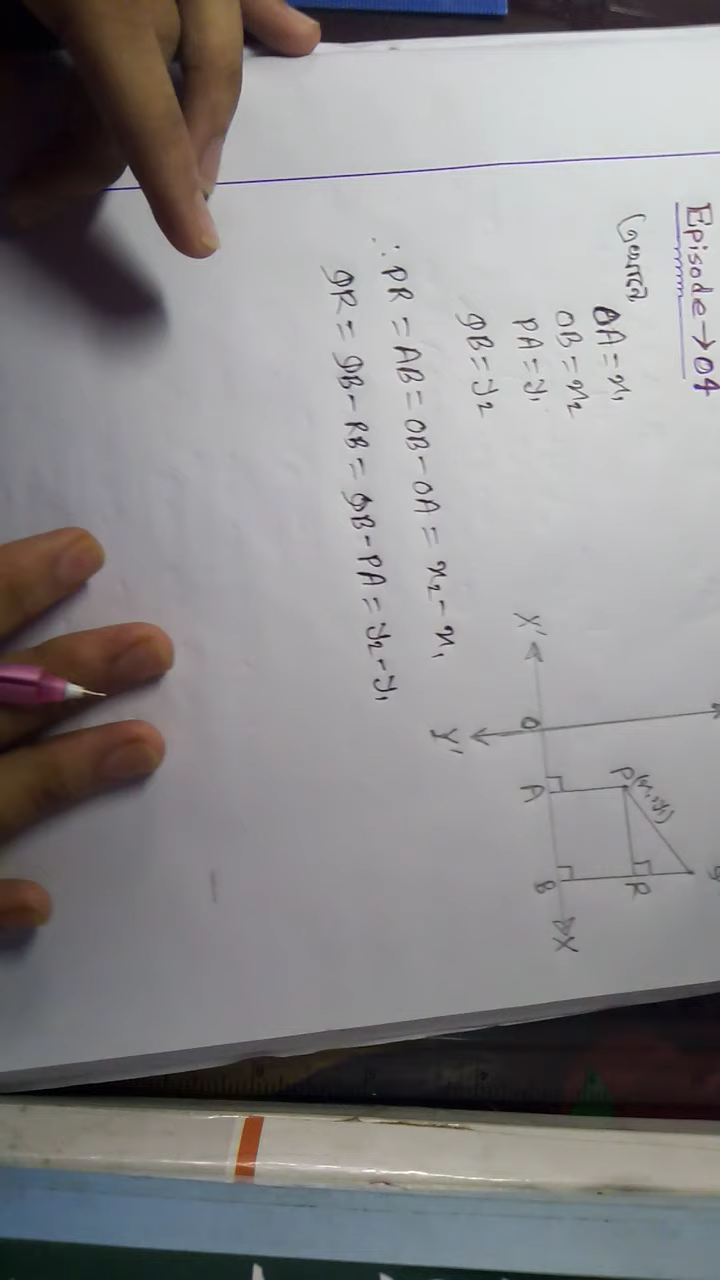 Episode → 04
এখানে,
OA = x₁
OB = x₂
PA = y₁
QB = y₂
∴ PR = AB = OB - OA = x₂ - x₁
QR = QB - RB = QB - PA = y₂ - y₁
P(x₁, y₁)
R
X'
O
A
B
X
Y'